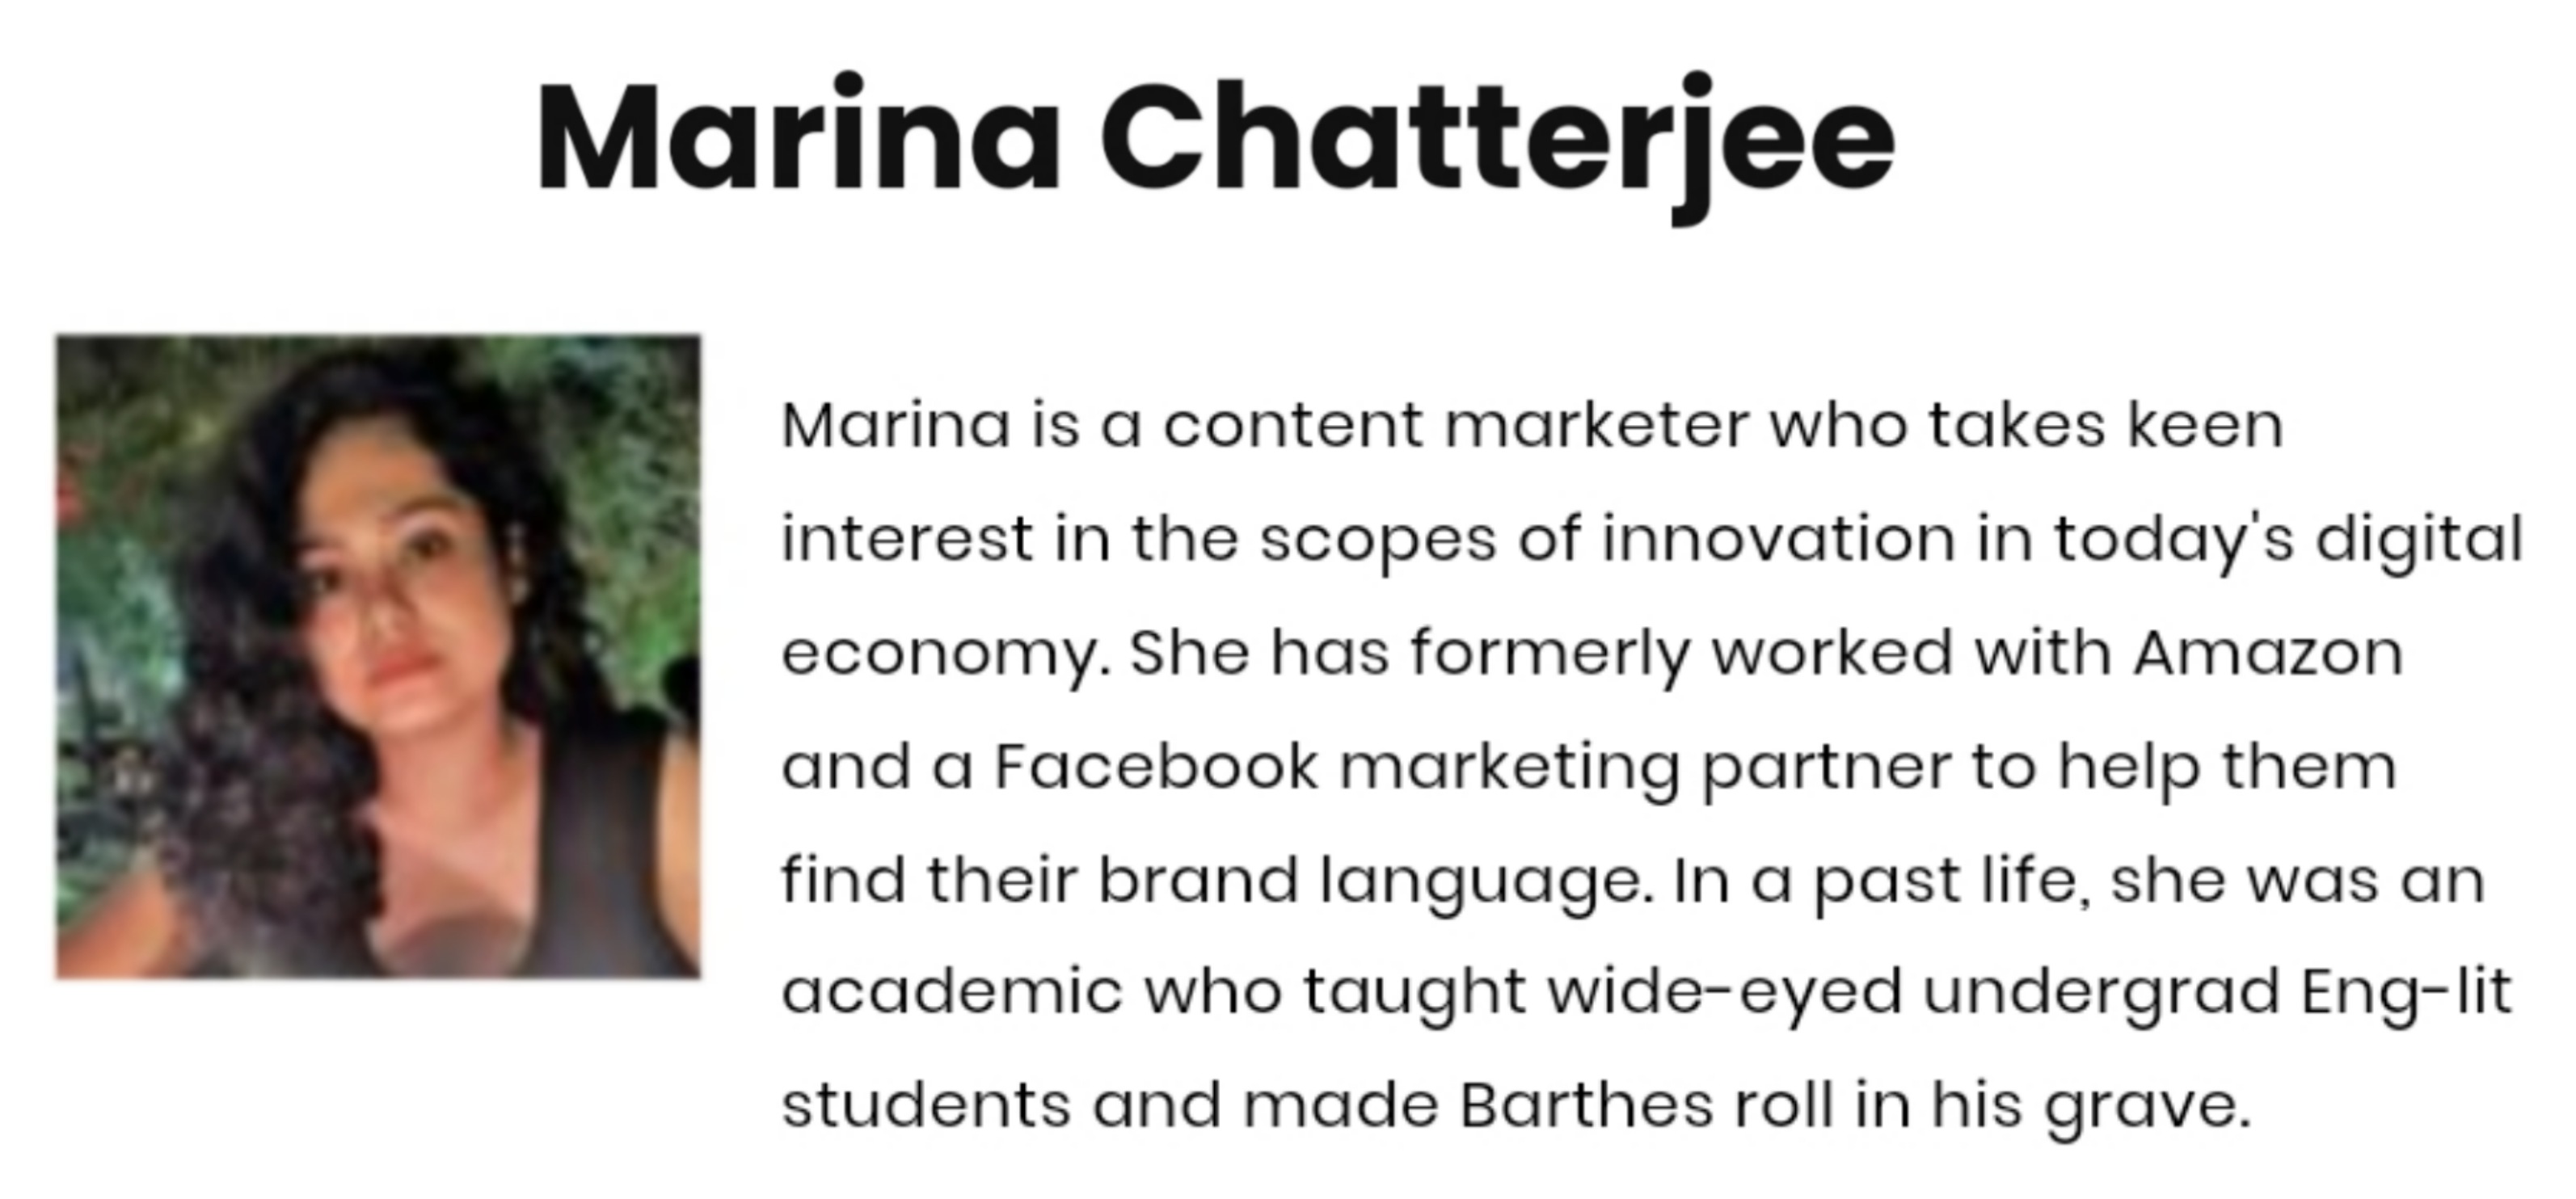 Marina Chatterjee
Marina is a content marketer who takes keen
interest in the scopes of innovation in today's digital
economy. She has formerly worked with Amazon
and a Facebook marketing partner to help them
find their brand language. In a past life, she was an
academic who taught wide-eyed undergrad Eng-lit
students and made Barthes roll in his grave.